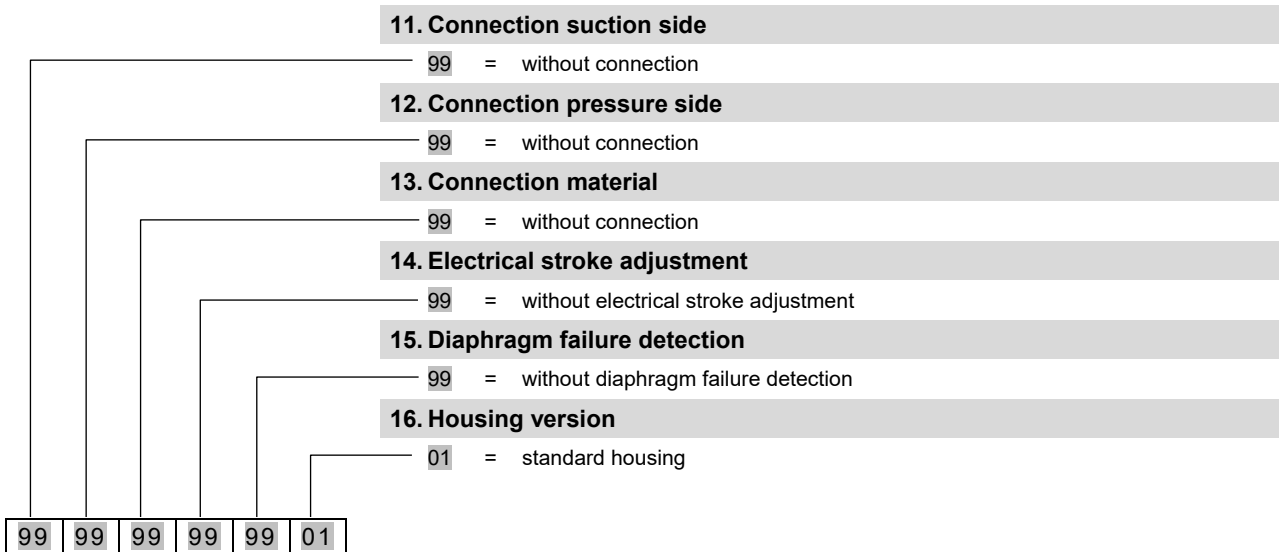 11. Connection suction side
99 = without connection
12. Connection pressure side
99 = without connection
13. Connection material
99 = without connection
14. Electrical stroke adjustment
99 = without electrical stroke adjustment
15. Diaphragm failure detection
99 = without diaphragm failure detection
16. Housing version
01 = standard housing
99 99 99 99 99 01